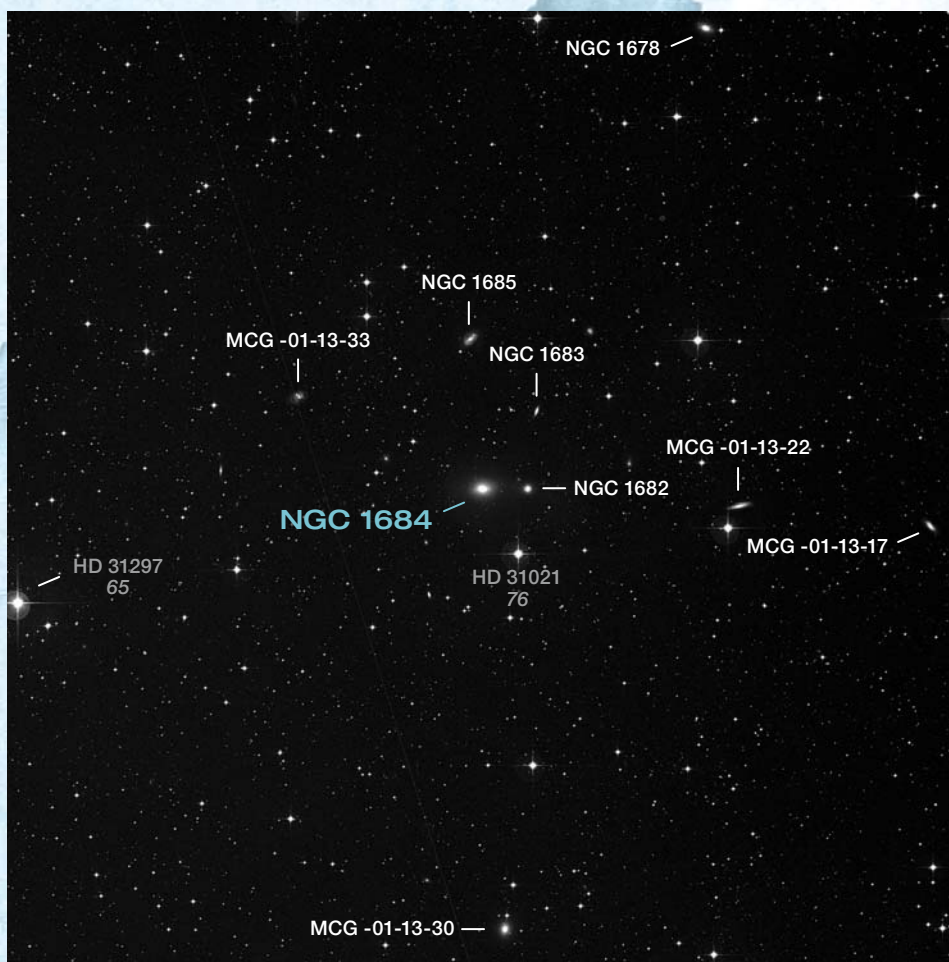 NGC 1678
NGC 1685
MCG -01-13-33
NGC 1683
MCG -01-13-22
NGC 1682
NGC 1684
MCG -01-13-17
HD 31297
65
HD 31021
76
MCG -01-13-30